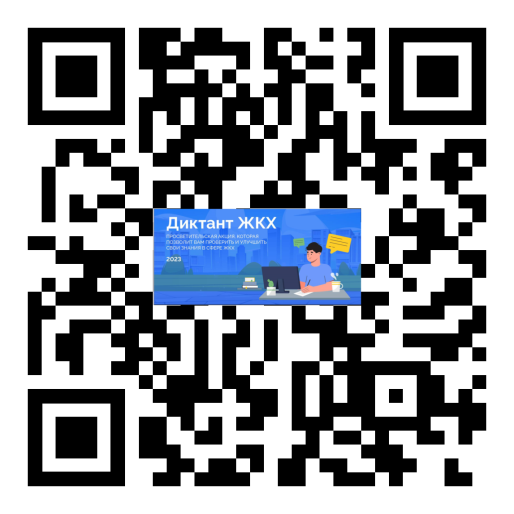 Диктант ЖКХ
ПРОСВЕТИТЕЛЬСКАЯ АКЦИЯ, КОТОРАЯ
ПОЗВОЛИТ ВАМ ПРОВЕРИТЬ И УЛУЧШИТЬ
СВОИ ЗНАНИЯ В СФЕРЕ ЖКХ
2023